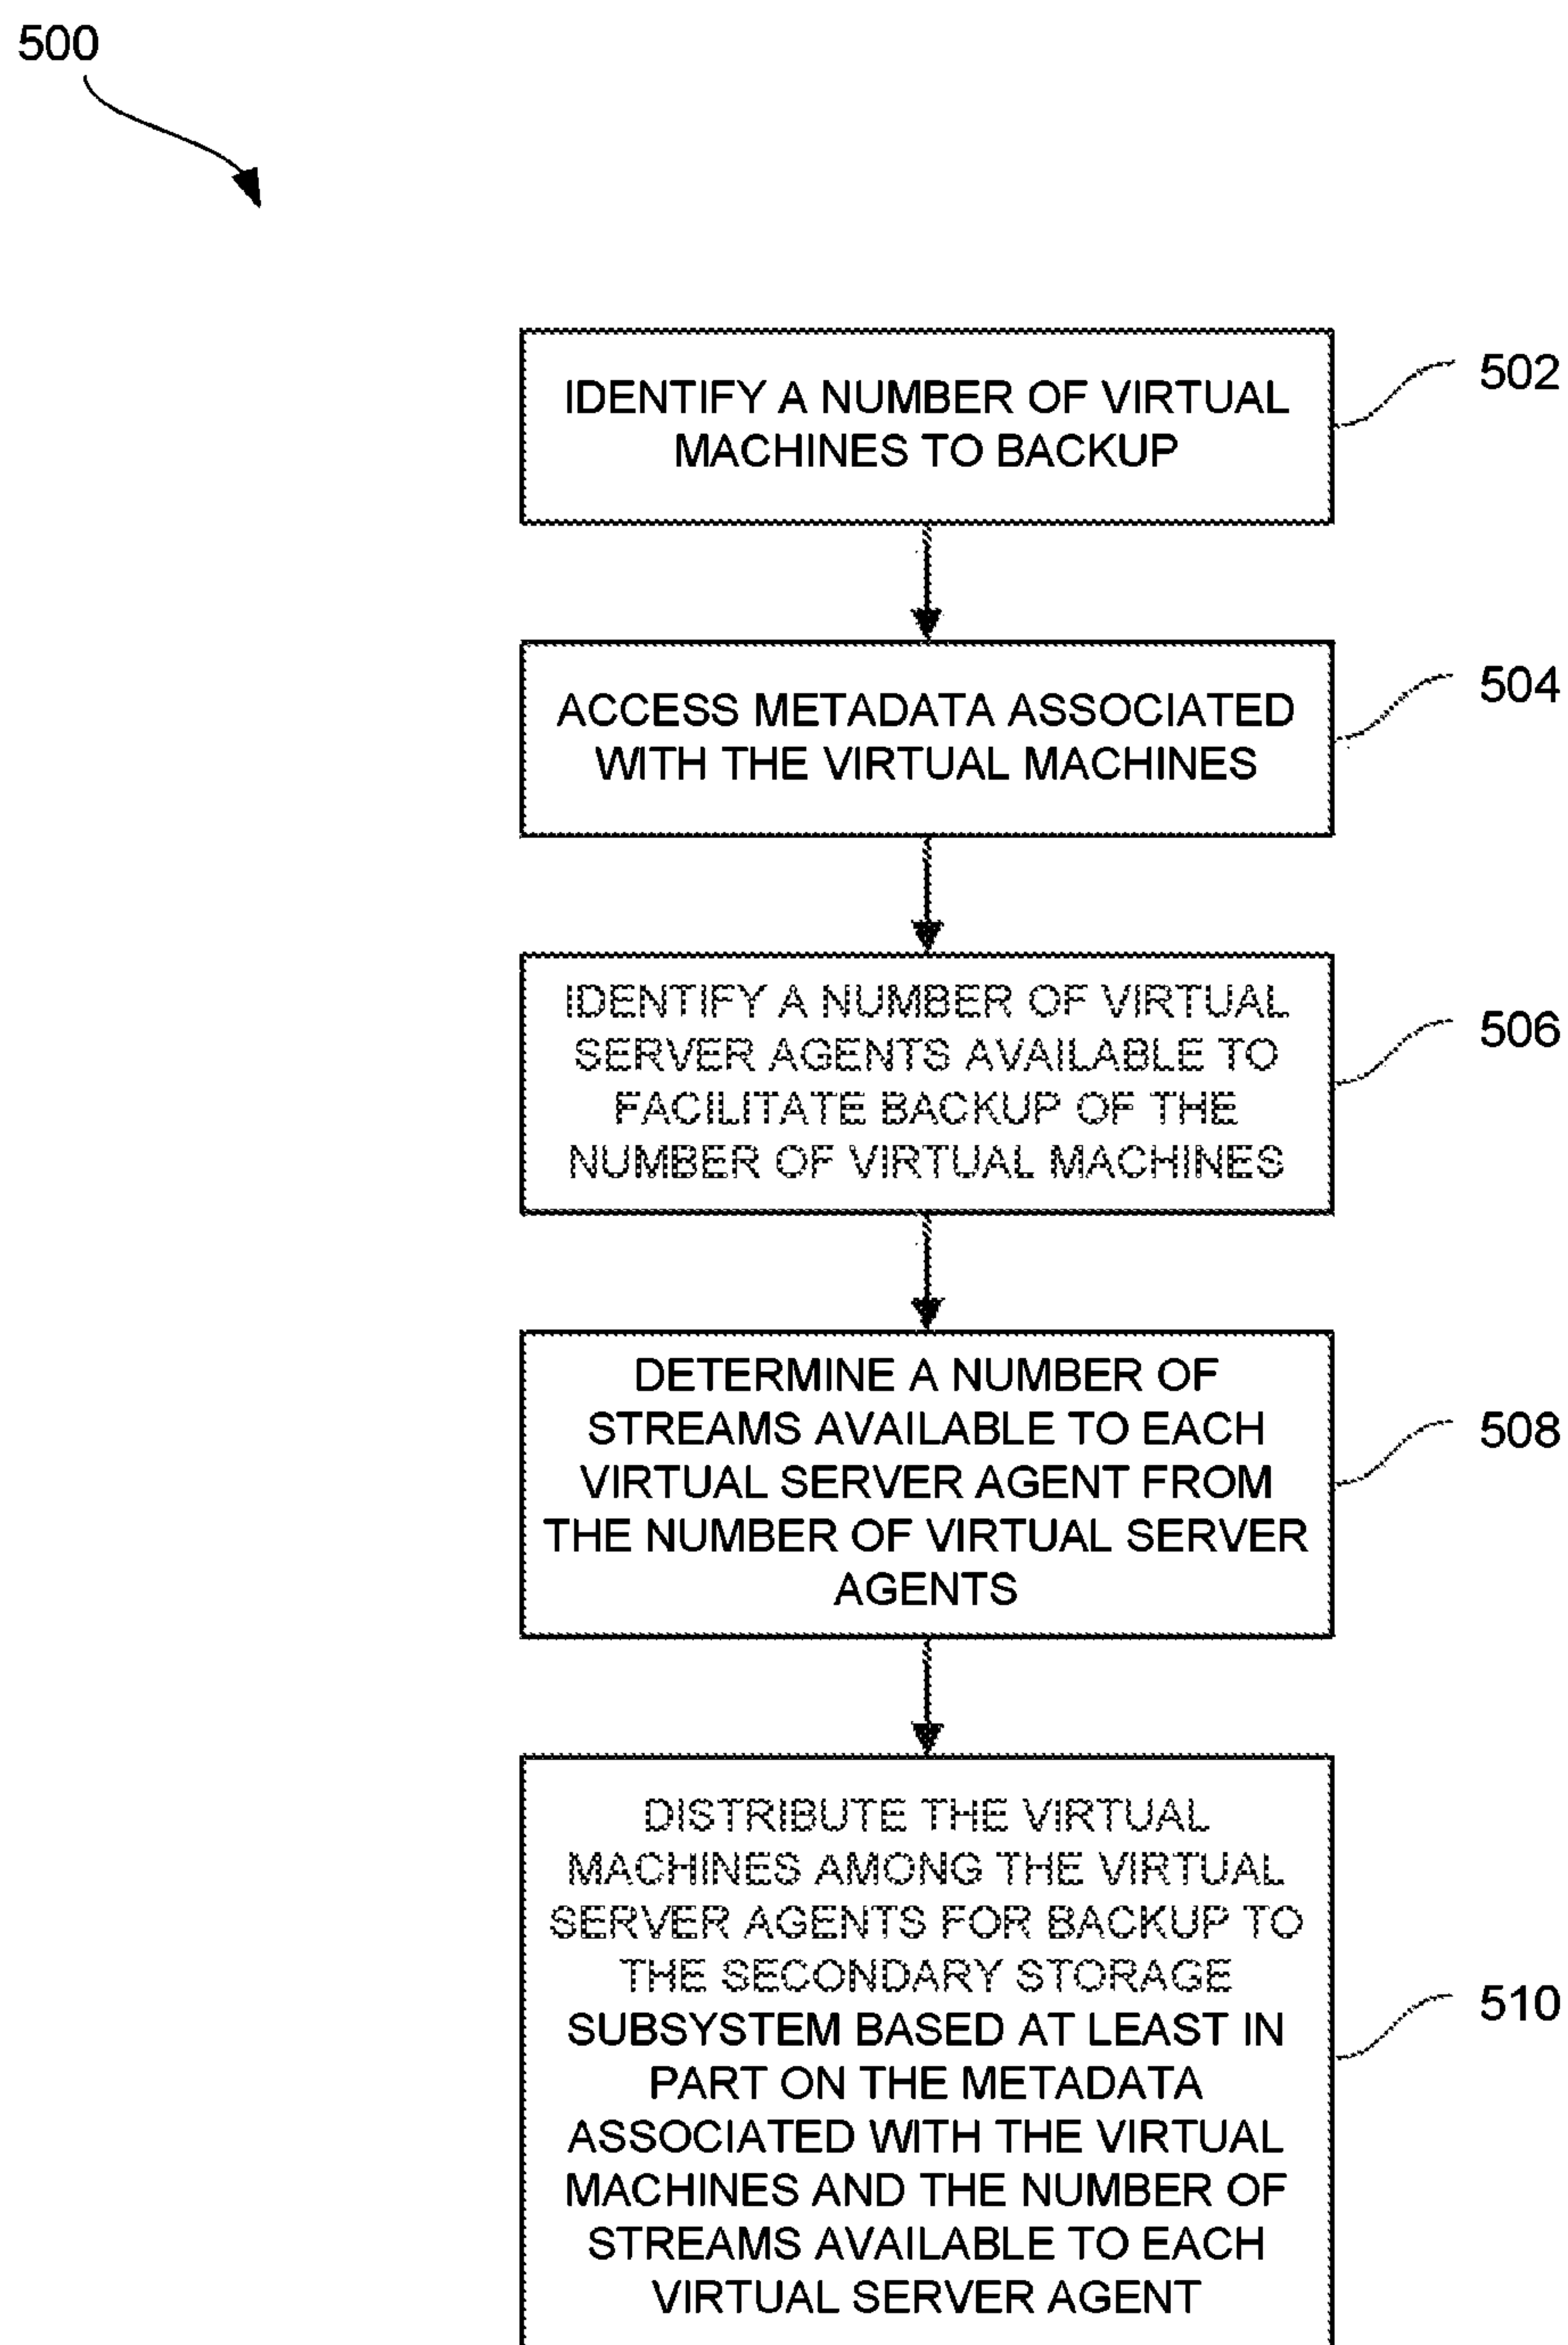 500
IDENTIFY A NUMBER OF VIRTUAL
MACHINES TO BACKUP
502
ACCESS METADATA ASSOCIATED
WITH THE VIRTUAL MACHINES
504
IDENTIFY A NUMBER OF VIRTUAL
SERVER AGENTS AVAILABLE TO
FACILITATE BACKUP OF THE
NUMBER OF VIRTUAL MACHINES
506
DETERMINE A NUMBER OF
STREAMS AVAILABLE TO EACH
VIRTUAL SERVER AGENT FROM
THE NUMBER OF VIRTUAL SERVER
AGENTS
508
DISTRIBUTE THE VIRTUAL
MACHINES AMONG THE VIRTUAL
SERVER AGENTS FOR BACKUP TO
THE SECONDARY STORAGE
SUBSYSTEM BASED AT LEAST IN
PART ON THE METADATA
ASSOCIATED WITH THE VIRTUAL
MACHINES AND THE NUMBER OF
STREAMS AVAILABLE TO EACH
VIRTUAL SERVER AGENT
510